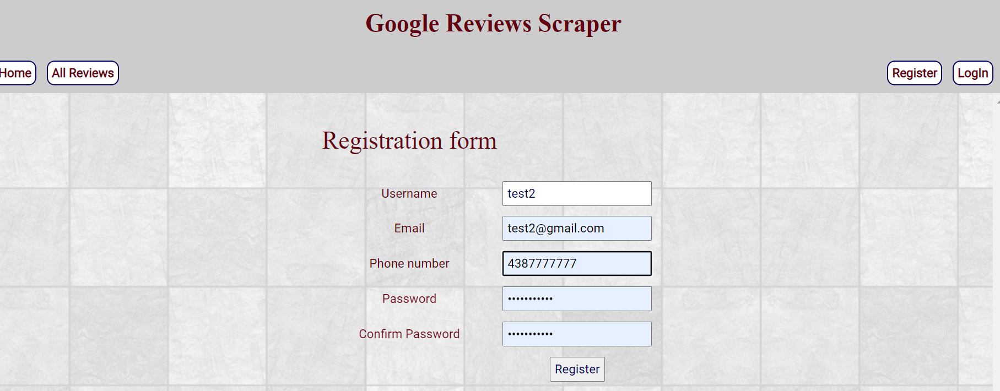 Google Reviews Scraper
Home All Reviews Register LogIn
Registration form
Username test2
Email test2@gmail.com
Phone number 4387777777
Password •••••••••••
Confirm Password •••••••••••
Register